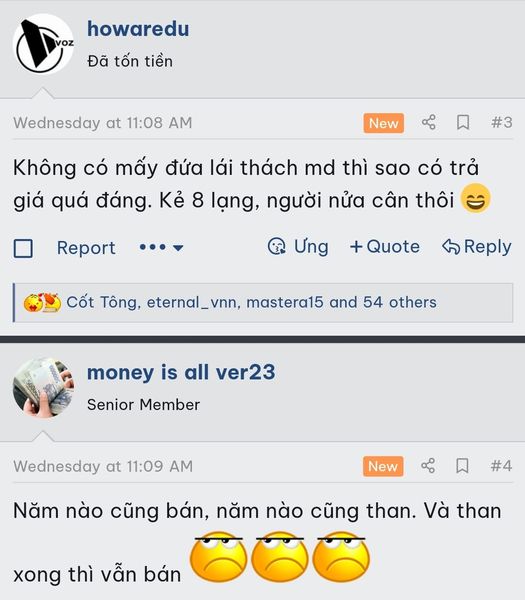 voz
howaredu
Đã tốn tiền
Wednesday at 11:08 AM
New
#3
Không có mấy đứa lái thách md thì sao có trả
giá quá đáng. Kẻ 8 lạng, người nửa cân thôi
Report
Ưng
+Quote
Reply
Cốt Tông, eternal_vnn, mastera15 and 54 others
money is all ver23
Senior Member
Wednesday at 11:09 AM
New
#4
Năm nào cũng bán, năm nào cũng than. Và than
xong thì vẫn bán